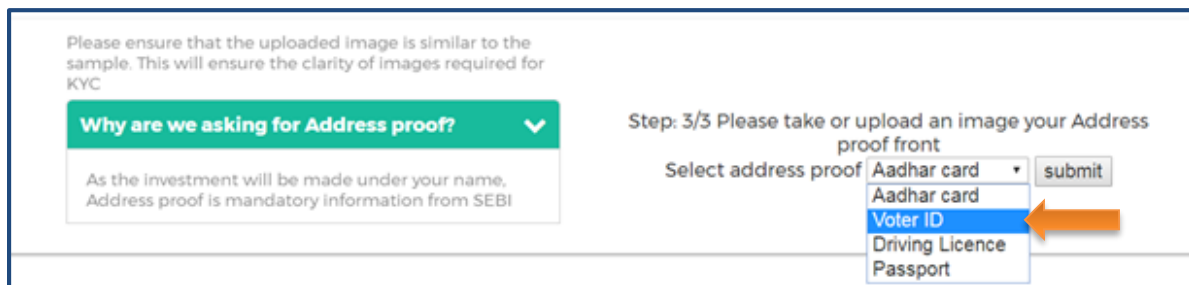 Please ensure that the uploaded image is similar to the
sample. This will ensure the clarity of images required for
KYC
Why are we asking for Address proof?
As the investment will be made under your name,
Address proof is mandatory information from SEBI
Step: 3/3 Please take or upload an image your Address
proof front
Select address proof Aadhar card submit
Aadhar card
Voter ID
Driving Licence
Passport